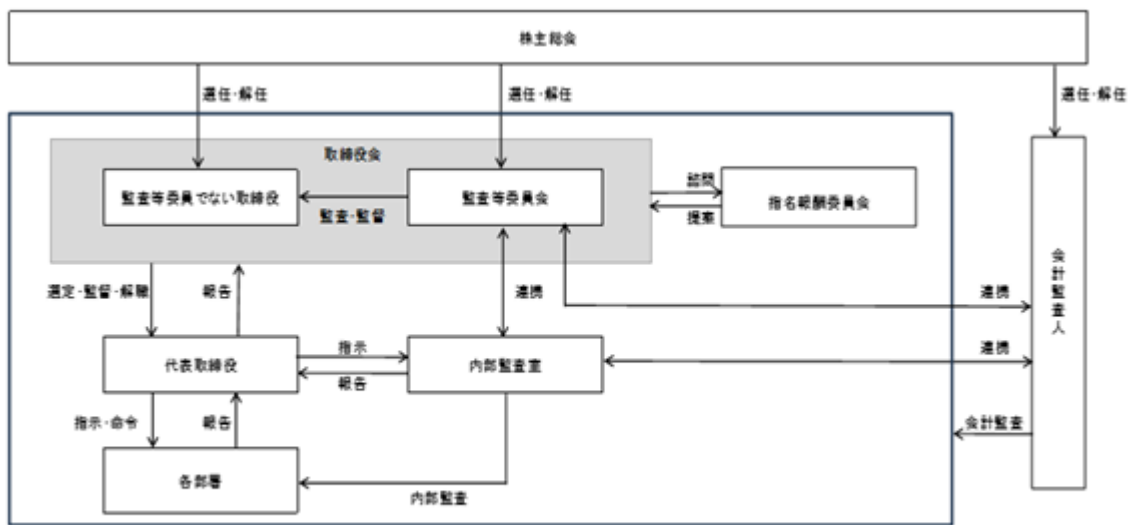 株主総会
選任・解任
選任・解任
選任・解任
取締役会
監査等委員でない取締役
監査等委員会
監査・監督
諮問
提案
指名報酬委員会
会計監査人
選定・監督・解職
報告
連携
連携
代表取締役
指示
報告
内部監査室
連携
指示・命令
報告
会計監査
各部署
内部監査